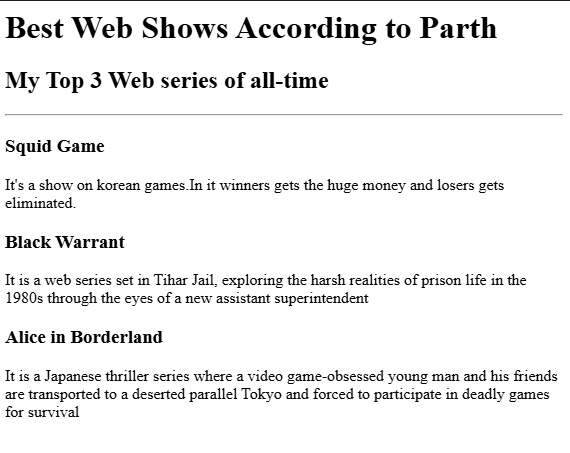 Best Web Shows According to Parth
My Top 3 Web series of all-time
Squid Game
It's a show on korean games.In it winners gets the huge money and losers gets
eliminated.
Black Warrant
It is a web series set in Tihar Jail, exploring the harsh realities of prison life in the
1980s through the eyes of a new assistant superintendent
Alice in Borderland
It is a Japanese thriller series where a video game-obsessed young man and his friends
are transported to a deserted parallel Tokyo and forced to participate in deadly games
for survival